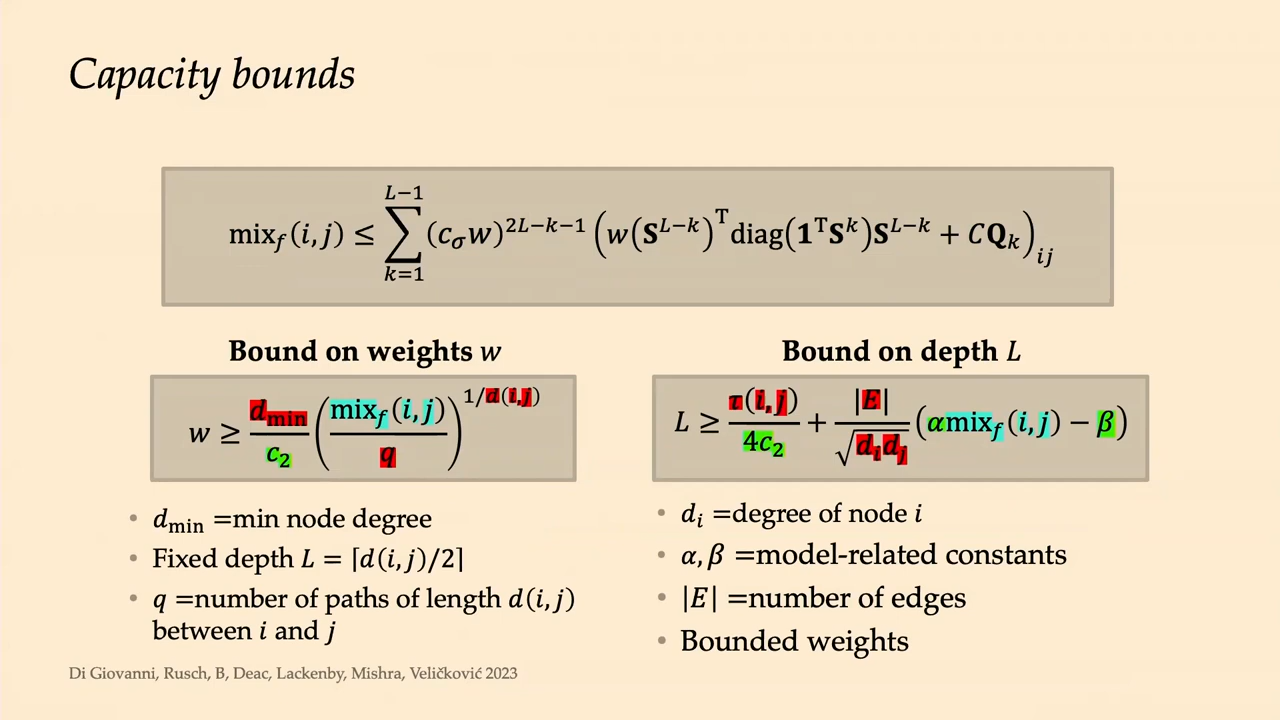 Capacity bounds
mix_f(i, j) ≤ ∑_{k=1}^{L−1} (c_σ w)^{2L−k−1} (w(𝐒^{L−k})^T diag(𝟏^T 𝐒^k) 𝐒^{L−k} + C𝐐_k)_{ij}
Bound on weights w
w ≥ d_min/c_2 (mix_f(i, j)/q)^{1/d(i,j)}
• d_min =min node degree
• Fixed depth L = ⌈d(i, j)/2⌉
• q =number of paths of length d(i, j)
between i and j
Bound on depth L
L ≥ τ(i, j)/4c_2 + |E|/√(d_i d_j) (αmix_f(i, j) − β)
• d_i =degree of node i
• α, β =model-related constants
• |E| =number of edges
• Bounded weights
Di Giovanni, Rusch, B, Deac, Lackenby, Mishra, Veličković 2023